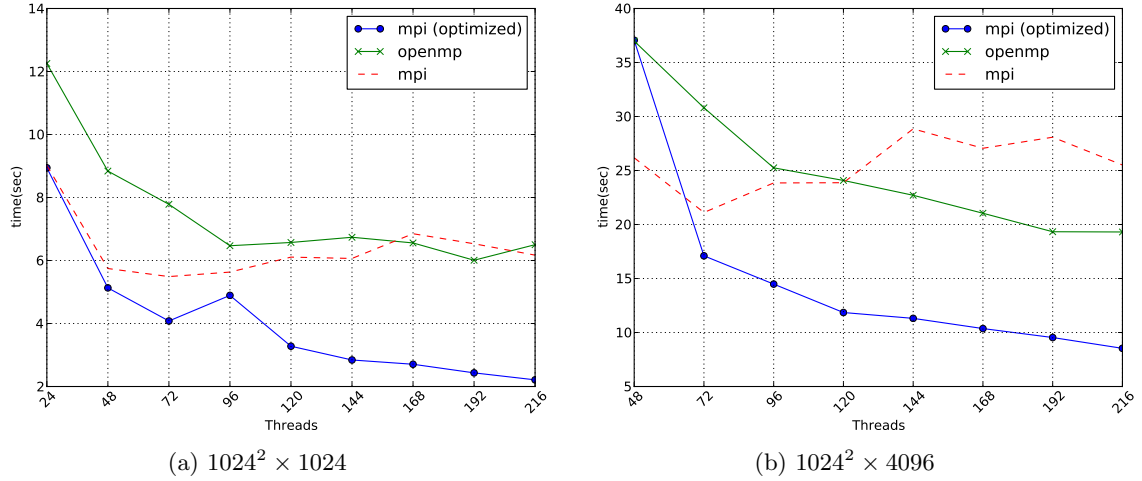 14
12
10
8
6
4
2
time(sec)
24
48
72
96
120
144
168
192
216
Threads
mpi (optimized)
openmp
mpi
(a) 1024² × 1024
40
35
30
25
20
15
10
5
time(sec)
48
72
96
120
144
168
192
216
Threads
mpi (optimized)
openmp
mpi
(b) 1024² × 4096